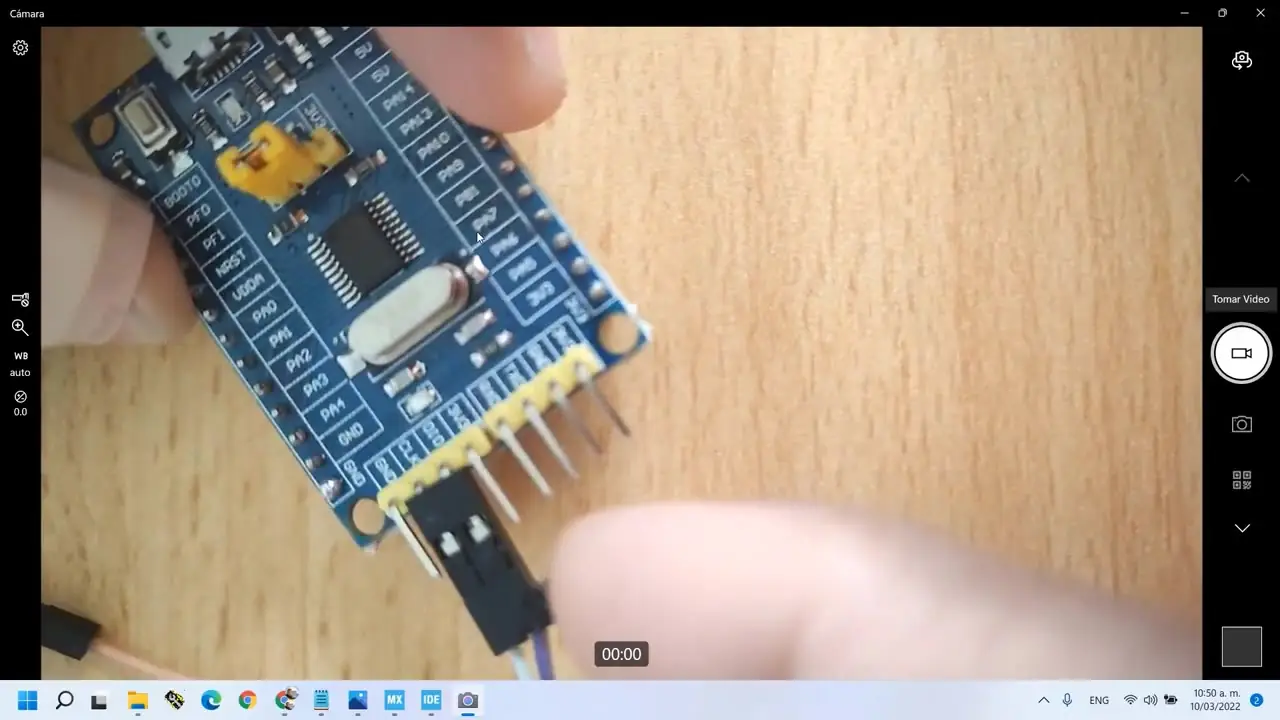 Cámara
WB
auto
0.0
5V
5V
PA14
PA13
PA10
PA9
PB1
PA7
PA6
PA5
3V3
BOOT0
PF0
PF1
NRST
VDDA
PA0
PA1
PA2
PA3
PA4
GND
Tomar Video
00:00
MX
IDE
ENG
10:50 a. m.
10/03/2022
2